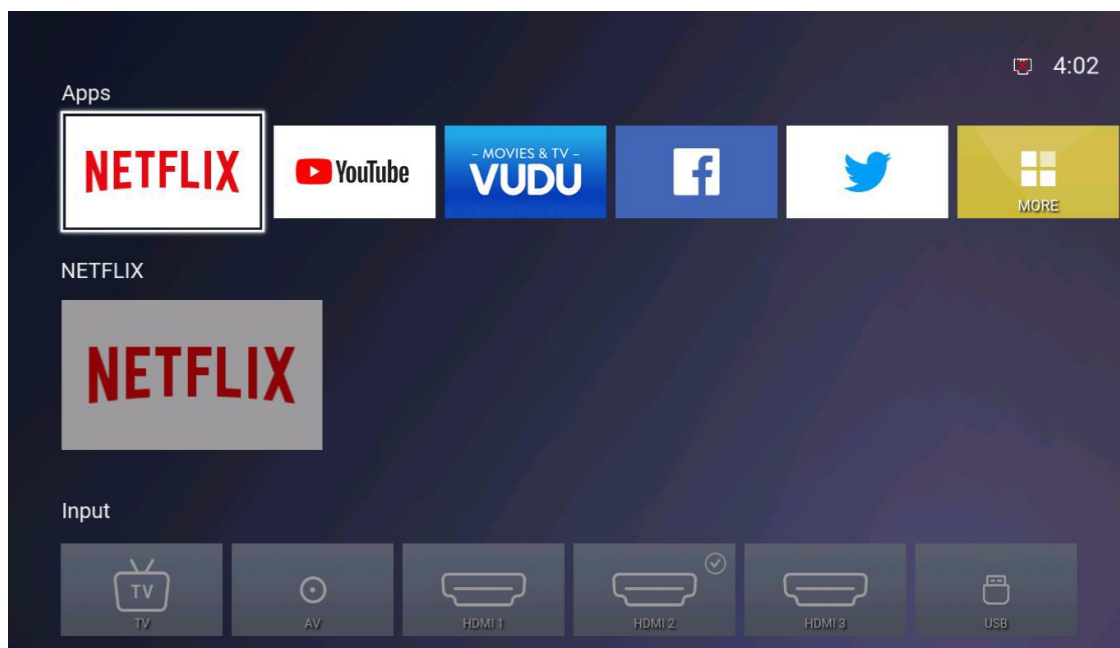 4:02
Apps
NETFLIX
YouTube
– MOVIES & TV –
VUDU
f
MORE
NETFLIX
NETFLIX
Input
TV
TV
AV
HDMI 1
HDMI 2
HDMI 3
USB